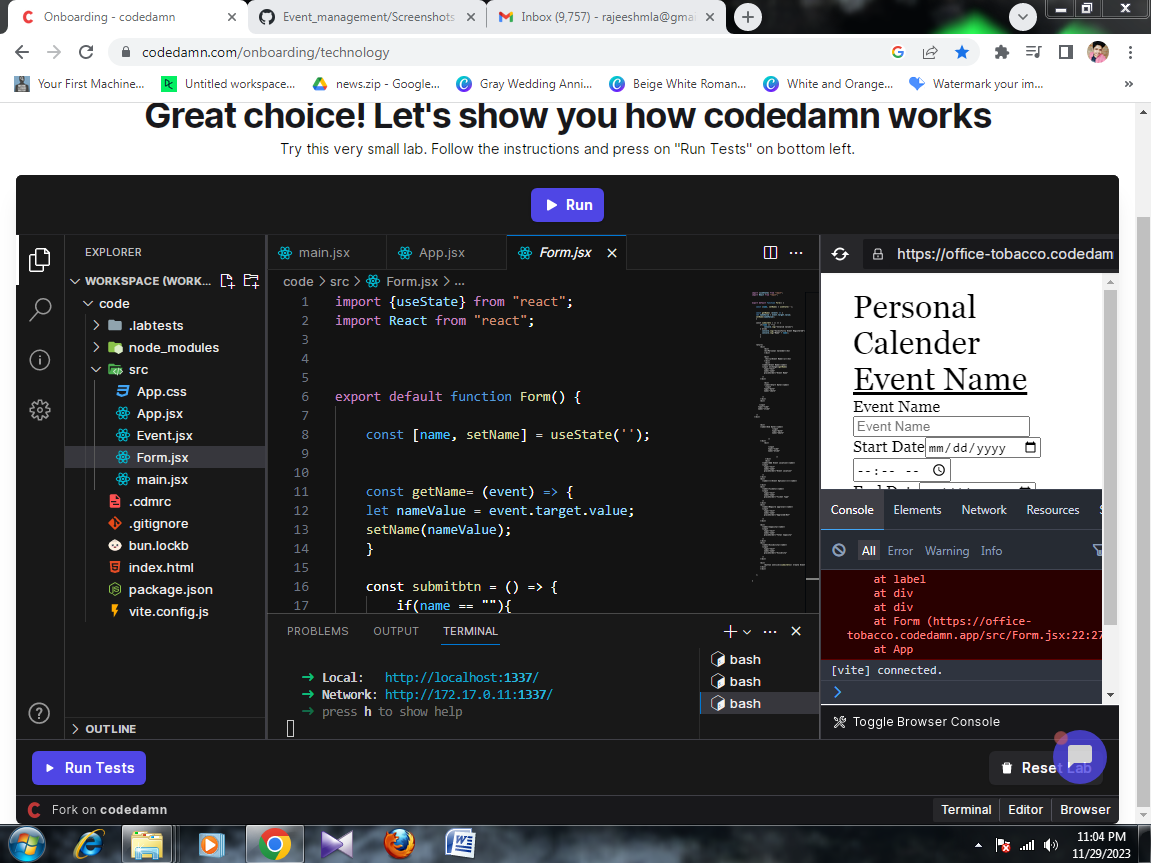 Onboarding - codedamn
Event_management/Screenshots
Inbox (9,757) - rajeeshmla@gmai
codedamn.com/onboarding/technology
Your First Machine...
Untitled workspace...
news.zip - Google...
Gray Wedding Anni...
Beige White Roman...
White and Orange...
Watermark your im...
»
Great choice! Let's show you how codedamn works
Try this very small lab. Follow the instructions and press on "Run Tests" on bottom left.
Run
EXPLORER
WORKSPACE (WORK...
code
.labtests
node_modules
src
App.css
App.jsx
Event.jsx
Form.jsx
main.jsx
.cdmrc
.gitignore
bun.lockb
index.html
package.json
vite.config.js
OUTLINE
main.jsx
App.jsx
Form.jsx
code > src > Form.jsx > ...
1 import {useState} from "react";
2 import React from "react";
3
4
5
6 export default function Form() {
7
8 const [name, setName] = useState('');
9
10
11 const getName= (event) => {
12 let nameValue = event.target.value;
13 setName(nameValue);
14 }
15
16 const submitbtn = () => {
17 if(name == ""){
PROBLEMS OUTPUT TERMINAL
→ Local: http://localhost:1337/
→ Network: http://172.17.0.11:1337/
→ press h to show help
bash
bash
bash
https://office-tobacco.codedam
Personal
Calender
Event Name
Event Name
Event Name
Start Date mm/dd/yyyy
--:-- --
Console Elements Network Resources
All Error Warning Info
at label
at div
at div
at Form (https://office-
tobacco.codedamn.app/src/Form.jsx:22:27
at App
[vite] connected.
Toggle Browser Console
Run Tests
Reset Lab
Fork on codedamn
Terminal Editor Browser
11:04 PM
11/29/2023